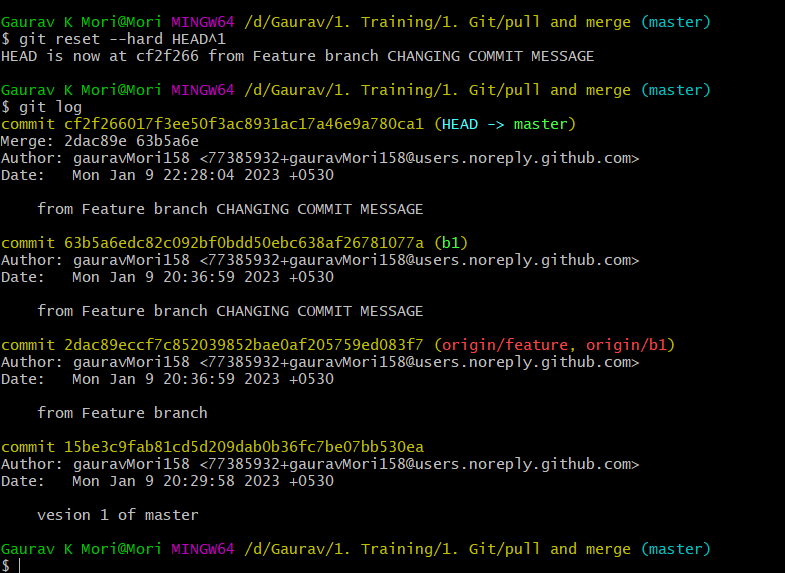 Gaurav K Mori@Mori MINGW64 /d/Gaurav/1. Training/1. Git/pull and merge (master)
$ git reset --hard HEAD^1
HEAD is now at cf2f266 from Feature branch CHANGING COMMIT MESSAGE
Gaurav K Mori@Mori MINGW64 /d/Gaurav/1. Training/1. Git/pull and merge (master)
$ git log
commit cf2f266017f3ee50f3ac8931ac17a46e9a780ca1 (HEAD -> master)
Merge: 2dac89e 63b5a6e
Author: gauravMori158 <77385932+gauravMori158@users.noreply.github.com>
Date:   Mon Jan 9 22:28:04 2023 +0530
    from Feature branch CHANGING COMMIT MESSAGE
commit 63b5a6edc82c092bf0bdd50ebc638af26781077a (b1)
Author: gauravMori158 <77385932+gauravMori158@users.noreply.github.com>
Date:   Mon Jan 9 20:36:59 2023 +0530
    from Feature branch CHANGING COMMIT MESSAGE
commit 2dac89eccf7c852039852bae0af205759ed083f7 (origin/feature, origin/b1)
Author: gauravMori158 <77385932+gauravMori158@users.noreply.github.com>
Date:   Mon Jan 9 20:36:59 2023 +0530
    from Feature branch
commit 15be3c9fab81cd5d209dab0b36fc7be07bb530ea
Author: gauravMori158 <77385932+gauravMori158@users.noreply.github.com>
Date:   Mon Jan 9 20:29:58 2023 +0530
    vesion 1 of master
Gaurav K Mori@Mori MINGW64 /d/Gaurav/1. Training/1. Git/pull and merge (master)
$